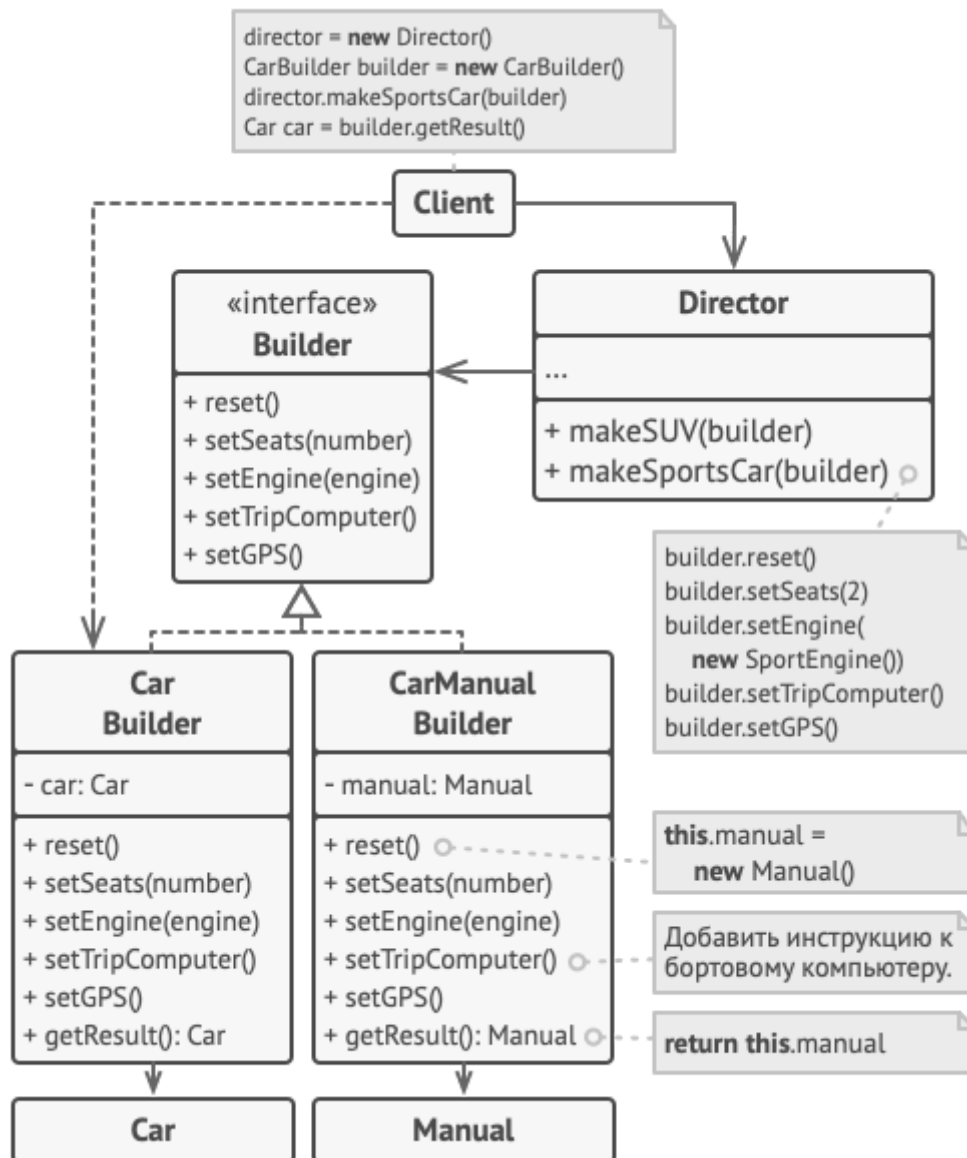 director = new Director()
CarBuilder builder = new CarBuilder()
director.makeSportsCar(builder)
Car car = builder.getResult()
Client
«interface»
Builder
+ reset()
+ setSeats(number)
+ setEngine(engine)
+ setTripComputer()
+ setGPS()
Director
...
+ makeSUV(builder)
+ makeSportsCar(builder)
builder.reset()
builder.setSeats(2)
builder.setEngine(
new SportEngine())
builder.setTripComputer()
builder.setGPS()
Car
Builder
- car: Car
+ reset()
+ setSeats(number)
+ setEngine(engine)
+ setTripComputer()
+ setGPS()
+ getResult(): Car
CarManual
Builder
- manual: Manual
+ reset()
+ setSeats(number)
+ setEngine(engine)
+ setTripComputer()
+ setGPS()
+ getResult(): Manual
this.manual =
new Manual()
Добавить инструкцию к
бортовому компьютеру.
return this.manual
Car
Manual